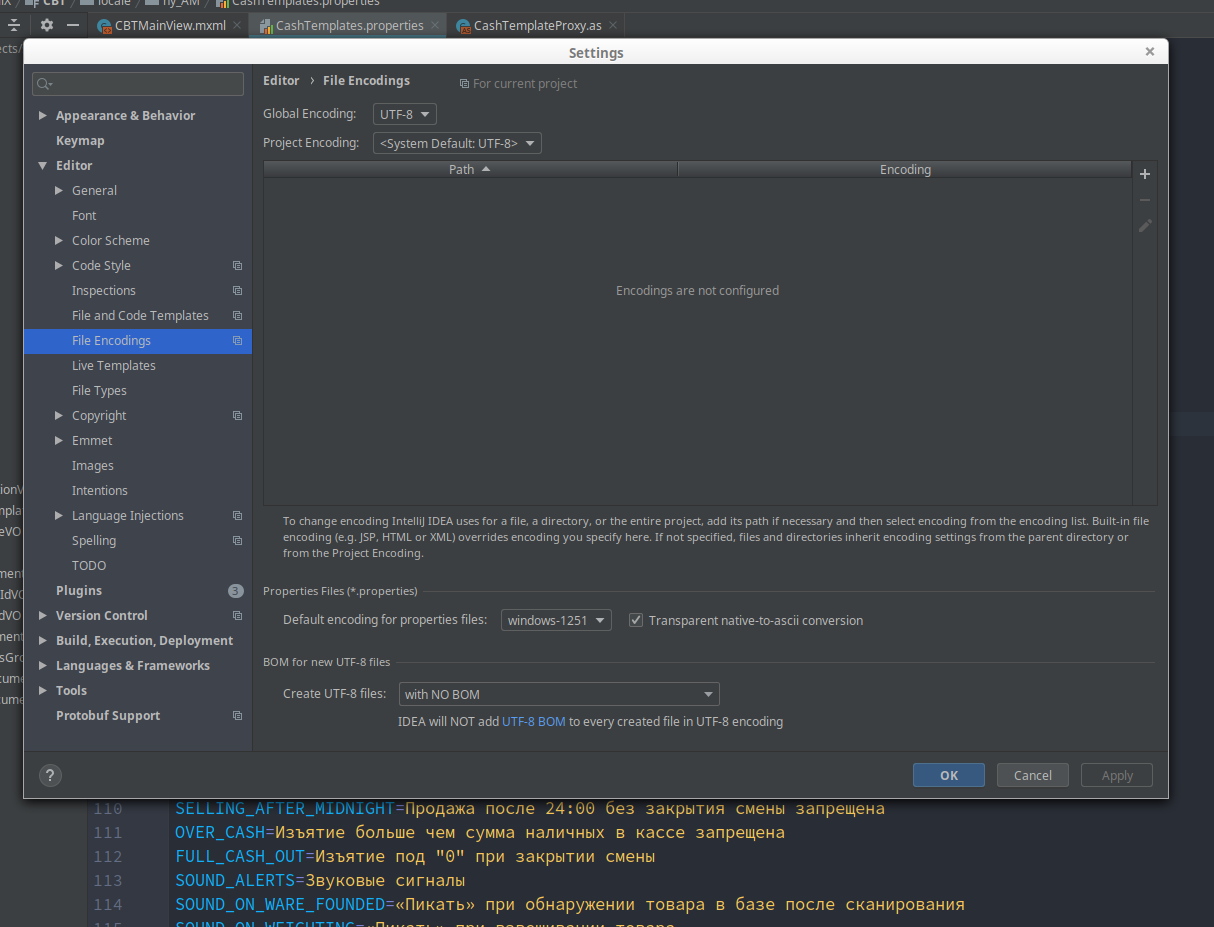 CBT locale hy_AM CashTemplates.properties
CBTMainView.mxml CashTemplates.properties CashTemplateProxy.as
Settings
Editor › File Encodings For current project
Appearance & Behavior
Keymap
Editor
General
Font
Color Scheme
Code Style
Inspections
File and Code Templates
File Encodings
Live Templates
File Types
Copyright
Emmet
Images
Intentions
Language Injections
Spelling
TODO
Plugins 3
Version Control
Build, Execution, Deployment
Languages & Frameworks
Tools
Protobuf Support
Global Encoding: UTF-8
Project Encoding: <System Default: UTF-8>
Path Encoding
Encodings are not configured
To change encoding IntelliJ IDEA uses for a file, a directory, or the entire project, add its path if necessary and then select encoding from the encoding list. Built-in file
encoding (e.g. JSP, HTML or XML) overrides encoding you specify here. If not specified, files and directories inherit encoding settings from the parent directory or
from the Project Encoding.
Properties Files (*.properties)
Default encoding for properties files: windows-1251 Transparent native-to-ascii conversion
BOM for new UTF-8 files
Create UTF-8 files: with NO BOM
IDEA will NOT add UTF-8 BOM to every created file in UTF-8 encoding
? OK Cancel Apply
110 SELLING_AFTER_MIDNIGHT=Продажа после 24:00 без закрытия смены запрещена
111 OVER_CASH=Изъятие больше чем сумма наличных в кассе запрещена
112 FULL_CASH_OUT=Изъятие под "0" при закрытии смены
113 SOUND_ALERTS=Звуковые сигналы
114 SOUND_ON_WARE_FOUNDED=«Пикать» при обнаружении товара в базе после сканирования
115 SOUND_ON_WEIGHTING=«Пикать» при взвешивании товара